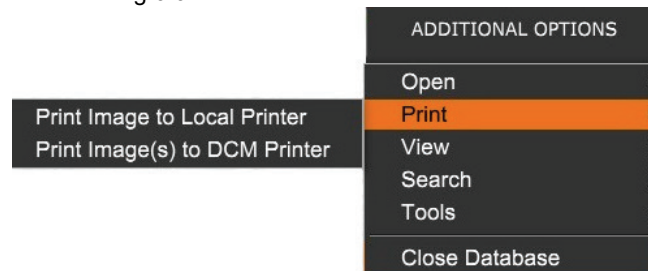 ADDITIONAL OPTIONS
Open
Print
Print Image to Local Printer
Print Image(s) to DCM Printer
View
Search
Tools
Close Database